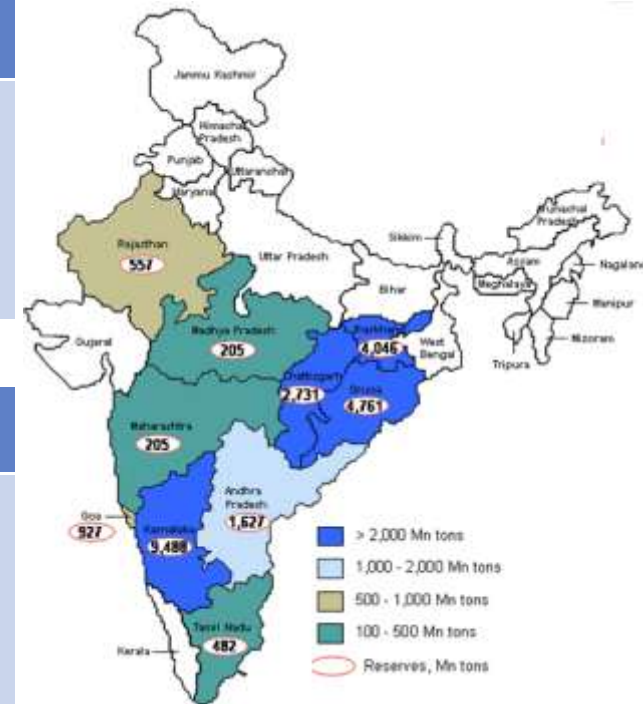 Jammu Kashmir
Himachal
Pradesh
Punjab
Uttaranchal
Haryana
Arunachal
Pradesh
Sikkim
Rajasthan
557
Uttar Pradesh
Assam
Nagaland
Meghalaya
Bihar
Manipur
Gujarat
Madhya Pradesh
205
Jharkhand
4,046
West
Bengal
Tripura
Mizoram
Chattisgarh
2,731
Orissa
4,761
Maharashtra
205
Andhra
Pradesh
1,627
Goa
927
Karnataka
9,488
> 2,000 Mn tons
1,000 - 2,000 Mn tons
500 - 1,000 Mn tons
100 - 500 Mn tons
Reserves, Mn tons
Tamil Nadu
482
Kerala